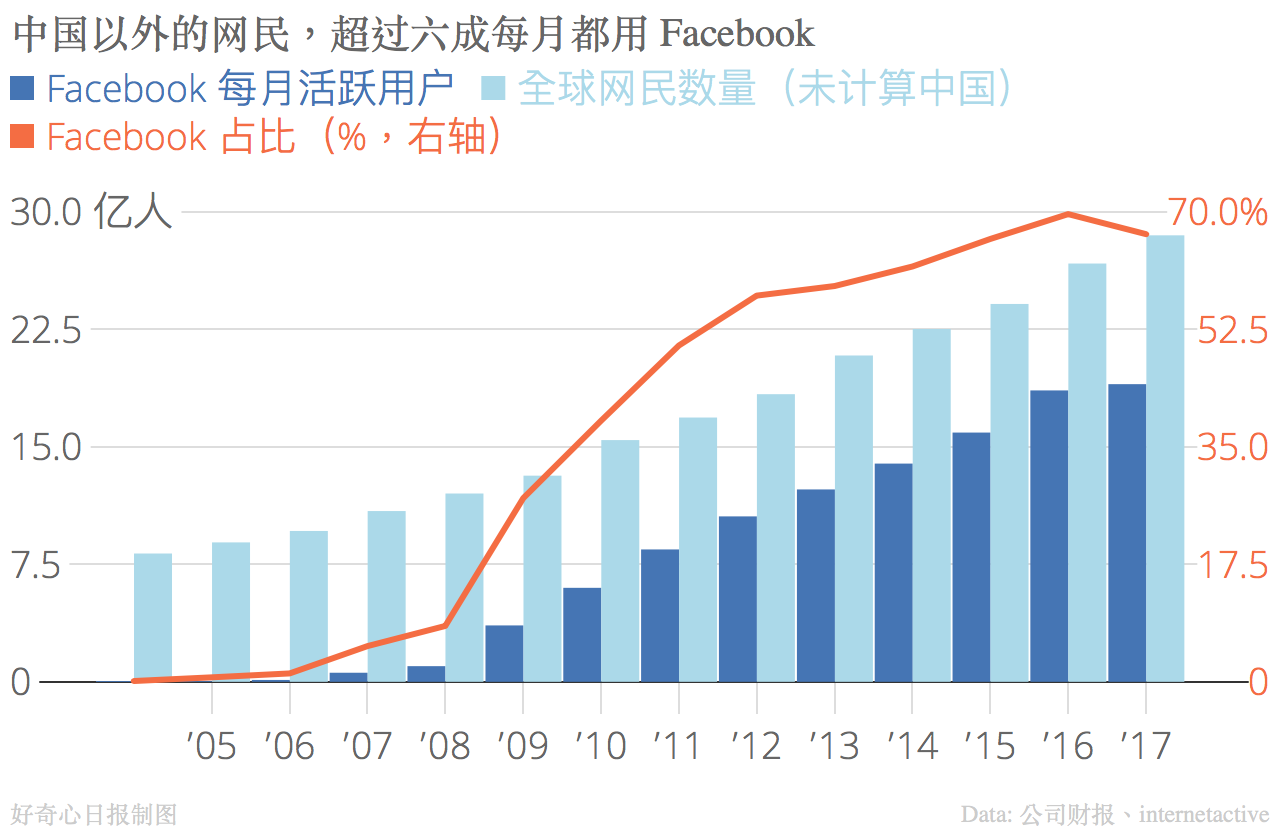 中国以外的网民，超过六成每月都用 Facebook
Facebook 每月活跃用户 全球网民数量（未计算中国）
Facebook 占比（%，右轴）
30.0 亿人 70.0%
22.5 52.5
15.0 35.0
7.5 17.5
0 0
’05 ’06 ’07 ’08 ’09 ’10 ’11 ’12 ’13 ’14 ’15 ’16 ’17
好奇心日报制图 Data: 公司财报、internetactive